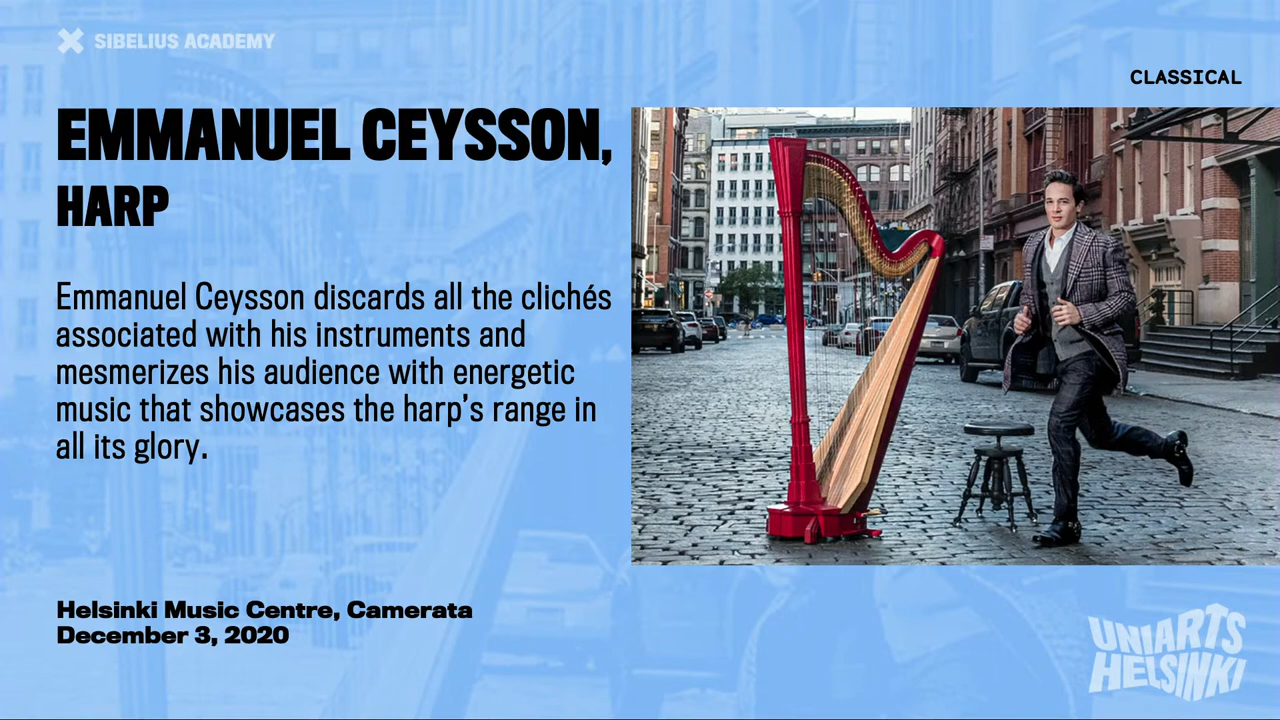 SIBELIUS ACADEMY
CLASSICAL
EMMANUEL CEYSSON,
HARP
Emmanuel Ceysson discards all the clichés
associated with his instruments and
mesmerizes his audience with energetic
music that showcases the harp’s range in
all its glory.
Helsinki Music Centre, Camerata
December 3, 2020
UNIARTS
HELSINKI